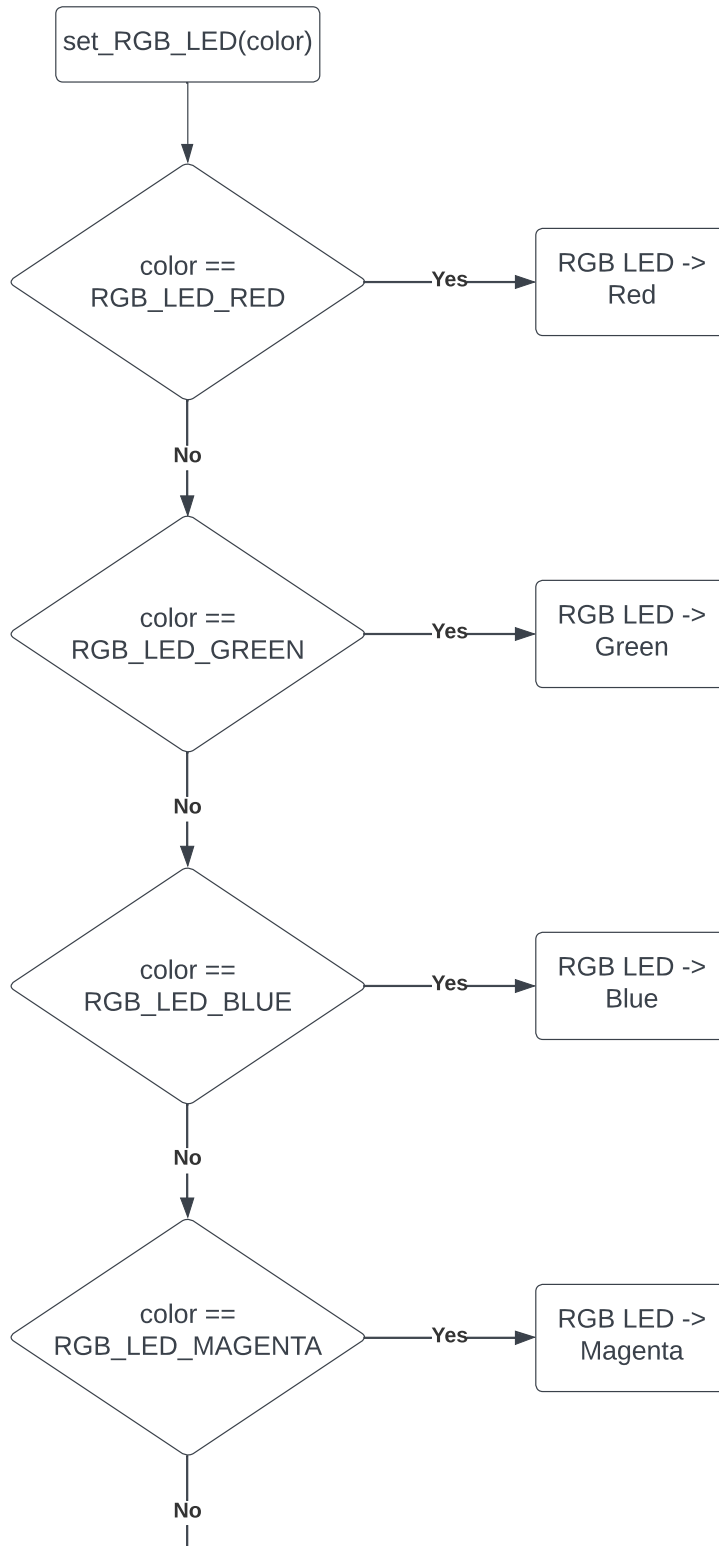 set_RGB_LED(color)
color ==
RGB_LED_RED
Yes
RGB LED ->
Red
No
color ==
RGB_LED_GREEN
Yes
RGB LED ->
Green
No
color ==
RGB_LED_BLUE
Yes
RGB LED ->
Blue
No
color ==
RGB_LED_MAGENTA
Yes
RGB LED ->
Magenta
No